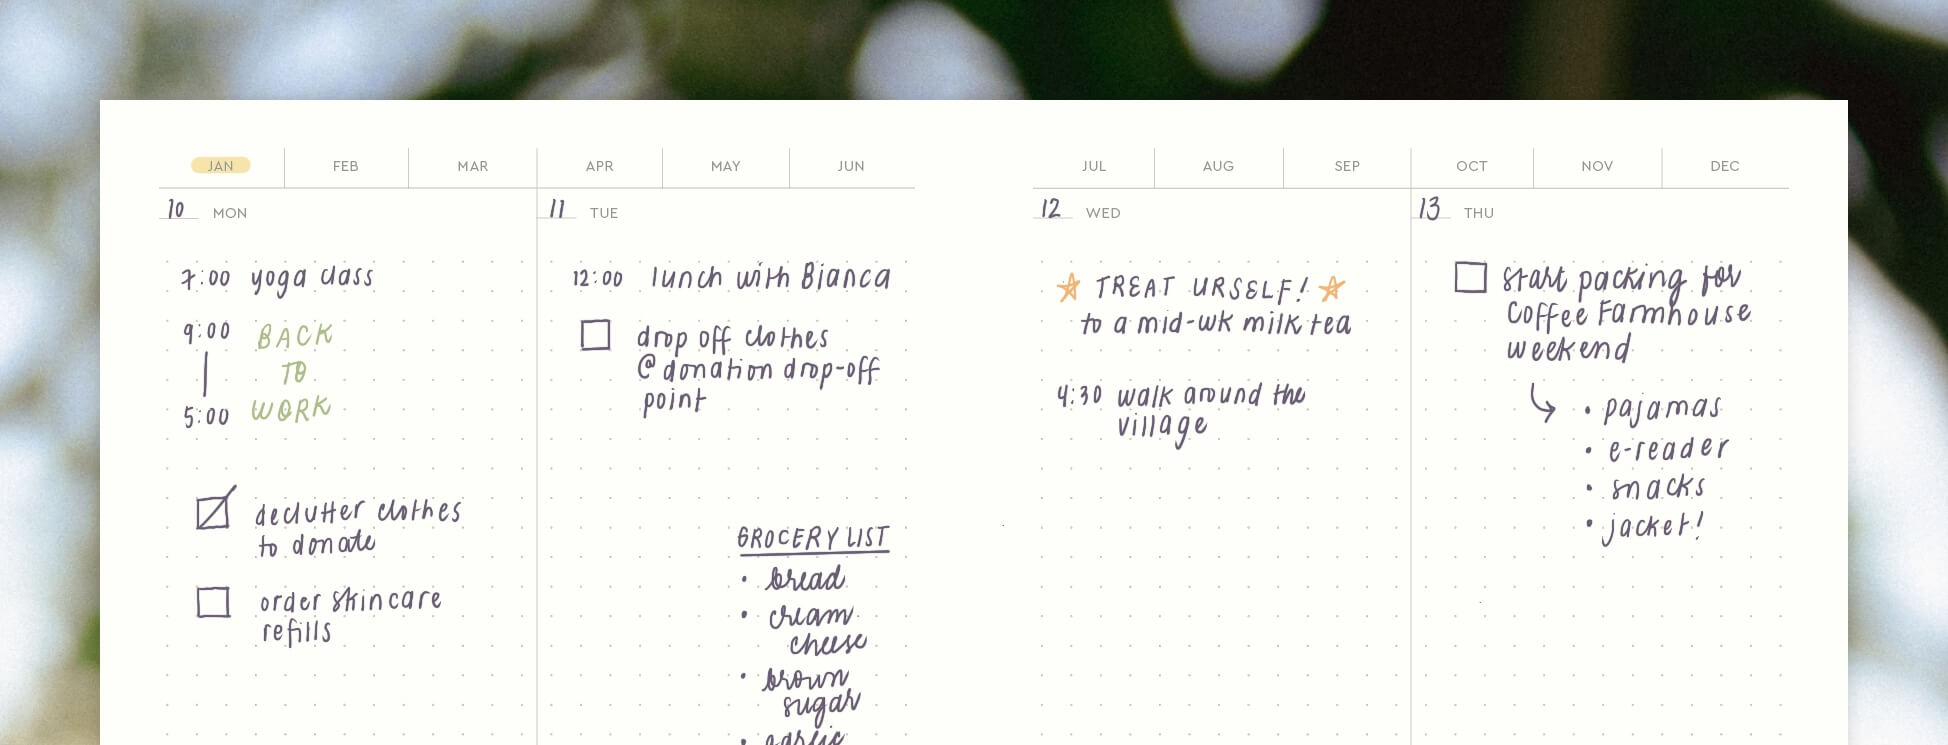 JAN FEB MAR APR MAY JUN JUL AUG SEP OCT NOV DEC
10 MON
7:00 yoga class
9:00 BACK
TO
5:00 WORK
declutter clothes
to donate
order skincare
refills
11 TUE
12:00 lunch with Bianca
drop off clothes
@ donation drop-off
point
GROCERY LIST
• bread
• cream
cheese
• brown
sugar
• garlic
12 WED
TREAT URSELF!
to a mid-wk milk tea
4:30 walk around the
village
13 THU
start packing for
Coffee Farmhouse
weekend
• pajamas
• e-reader
• snacks
• jacket!